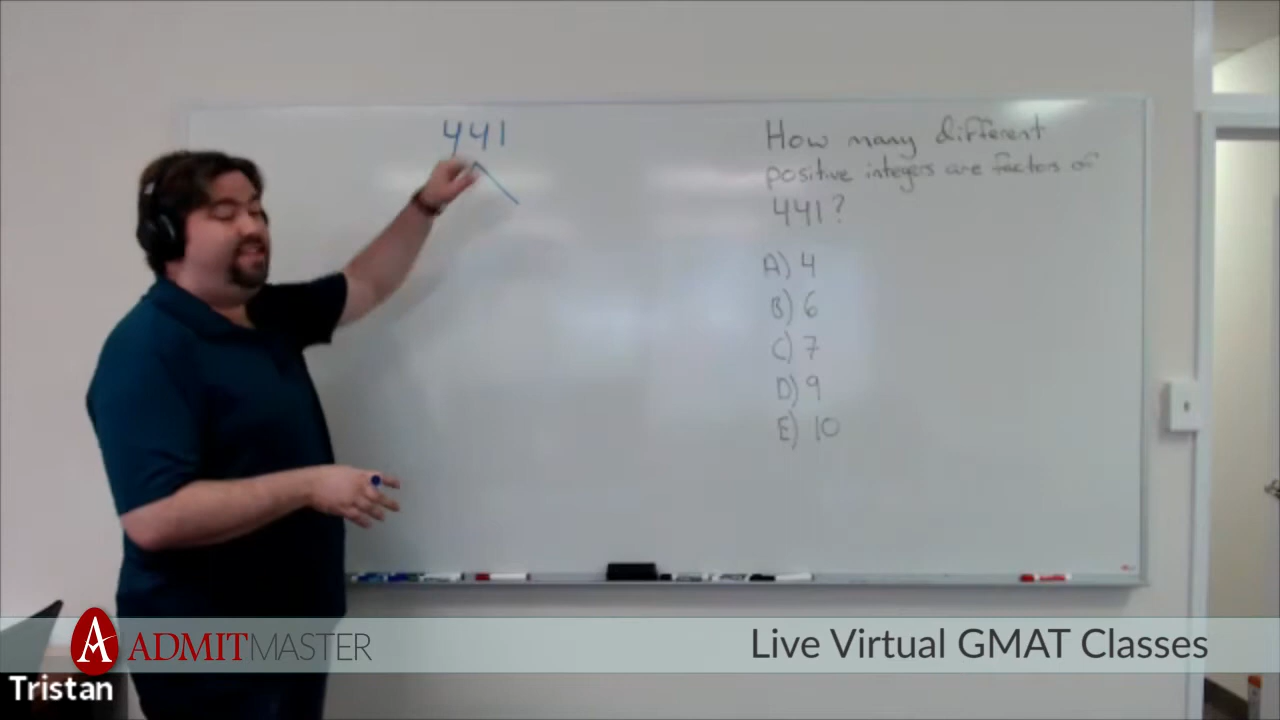 441
How many different
positive integers are factors of
441?
A) 4
B) 6
C) 7
D) 9
E) 10
ADMITMASTER
Live Virtual GMAT Classes
Tristan